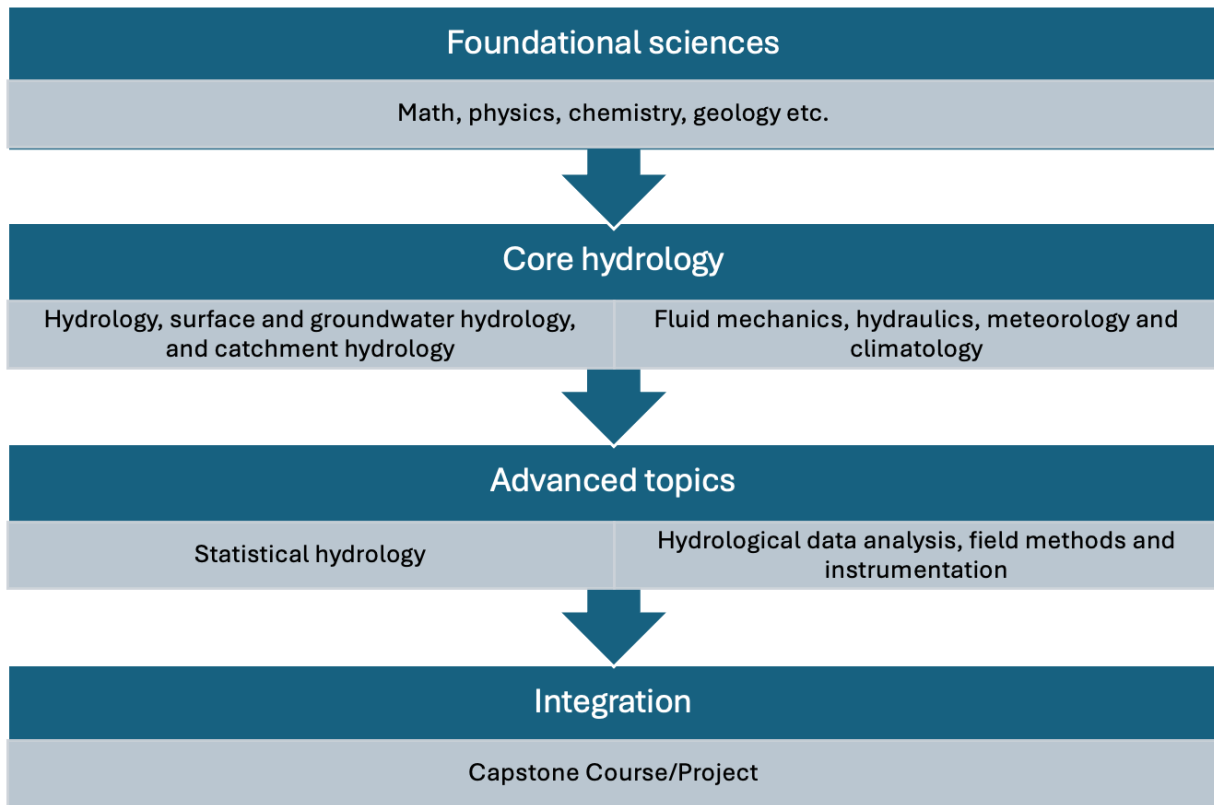 Foundational sciences
Math, physics, chemistry, geology etc.
Core hydrology
Hydrology, surface and groundwater hydrology,
and catchment hydrology
Fluid mechanics, hydraulics, meteorology and
climatology
Advanced topics
Statistical hydrology
Hydrological data analysis, field methods and
instrumentation
Integration
Capstone Course/Project